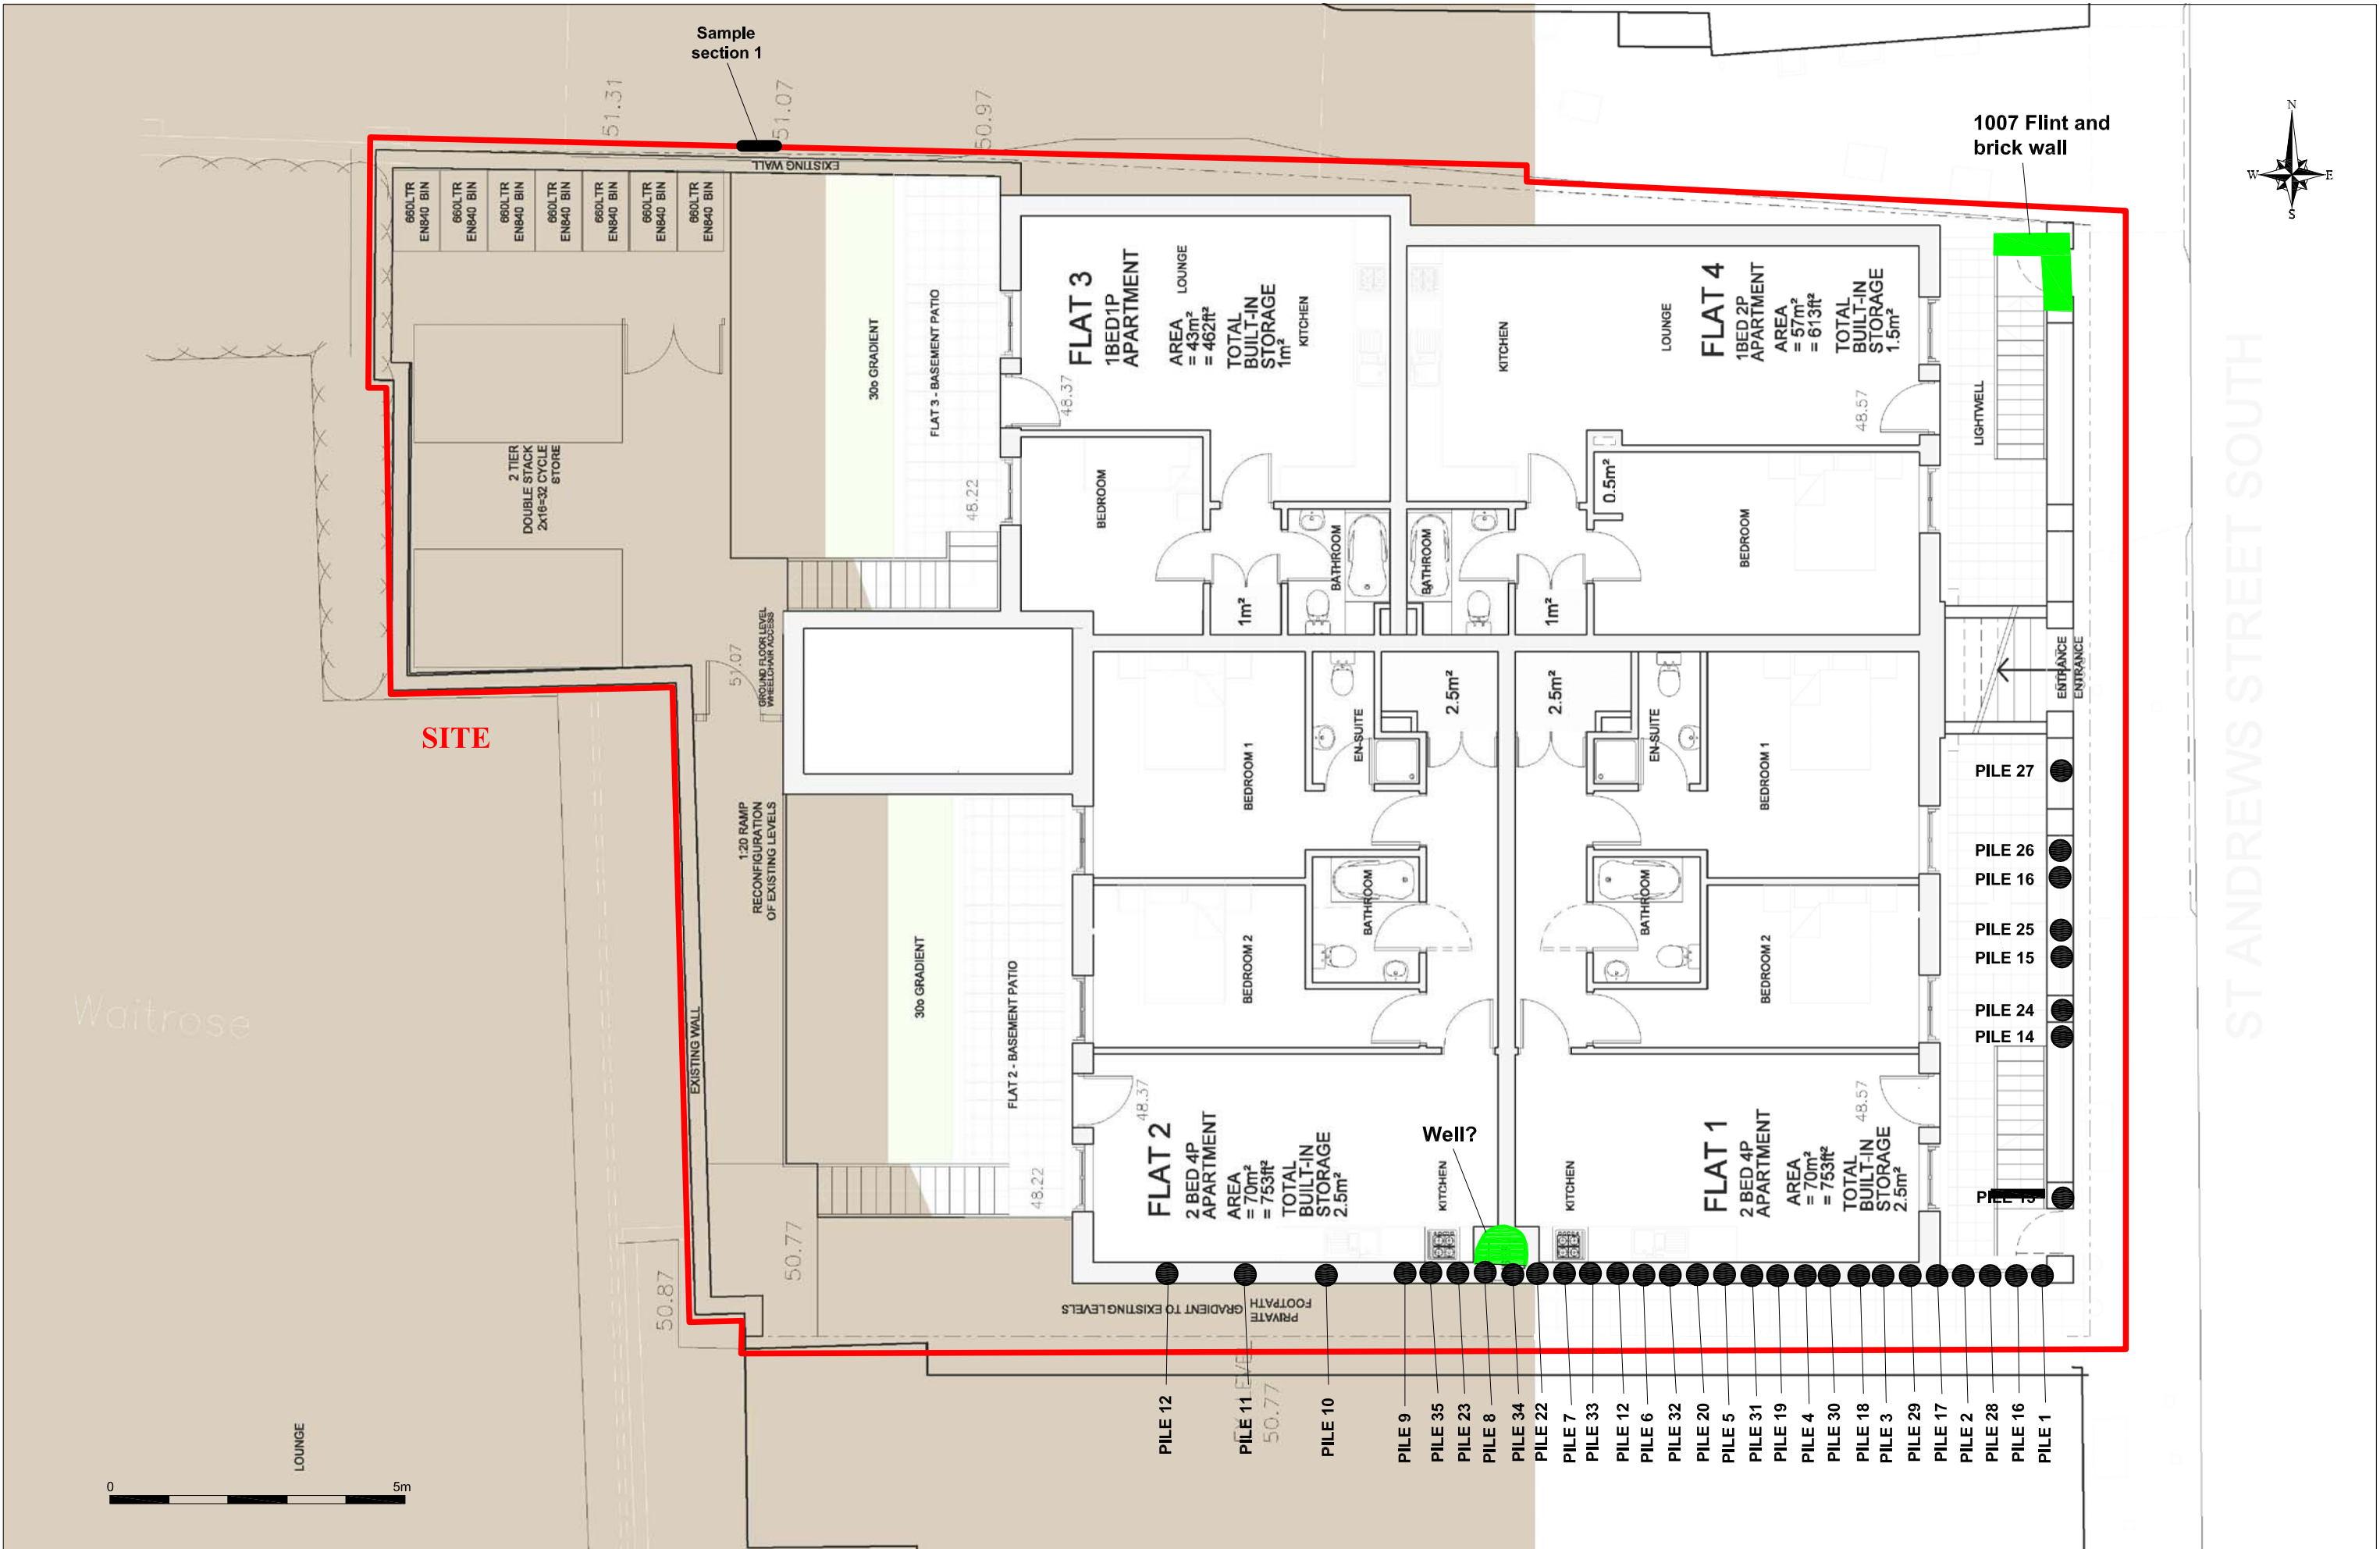 Sample
section 1
51.31
51.07
50.97
1007 Flint and
brick wall
N
W
E
S
EXISTING WALL
660LTR
EN840 BIN
660LTR
EN840 BIN
660LTR
EN840 BIN
660LTR
EN840 BIN
660LTR
EN840 BIN
660LTR
EN840 BIN
660LTR
EN840 BIN
2 TIER
DOUBLE STACK
2x16=32 CYCLE
STORE
30o GRADIENT
FLAT 3 - BASEMENT PATIO
48.22
48.37
FLAT 3
1BED1P
APARTMENT
AREA
= 43m²
= 462ft²
TOTAL
BUILT-IN
STORAGE
1m²
LOUNGE
KITCHEN
BEDROOM
1m²
BATHROOM
KITCHEN
LOUNGE
FLAT 4
1BED 2P
APARTMENT
AREA
= 57m²
= 613ft²
TOTAL
BUILT-IN
STORAGE
1.5m²
48.57
0.5m²
BATHROOM
1m²
BEDROOM
LIGHTWELL
ST ANDREWS STREET SOUTH
51.07
GROUND FLOOR LEVEL
WHEELCHAIR ACCESS
ENTRANCE
ENTRANCE
SITE
1:20 RAMP
RECONFIGURATION
OF EXISTING LEVELS
BEDROOM 1
EN-SUITE
2.5m²
2.5m²
EN-SUITE
BEDROOM 1
PILE 27
PILE 26
PILE 16
PILE 25
PILE 15
PILE 24
PILE 14
Waitrose
EXISTING WALL
30o GRADIENT
FLAT 2 - BASEMENT PATIO
BEDROOM 2
BATHROOM
BATHROOM
BEDROOM 2
48.37
48.22
FLAT 2
2 BED 4P
APARTMENT
AREA
= 70m²
= 753ft²
TOTAL
BUILT-IN
STORAGE
2.5m²
KITCHEN
Well?
KITCHEN
FLAT 1
2 BED 4P
APARTMENT
AREA
= 70m²
= 753ft²
TOTAL
BUILT-IN
STORAGE
2.5m²
48.57
50.87
50.77
PRIVATE
FOOTPATH
GRADIENT TO EXISTING LEVELS
LEVEL
50.77
PILE 12
PILE 11
PILE 10
PILE 9
PILE 35
PILE 23
PILE 8
PILE 34
PILE 22
PILE 7
PILE 33
PILE 12
PILE 6
PILE 32
PILE 20
PILE 5
PILE 31
PILE 19
PILE 4
PILE 30
PILE 18
PILE 3
PILE 29
PILE 17
PILE 2
PILE 28
PILE 16
PILE 1
LOUNGE
0
5m